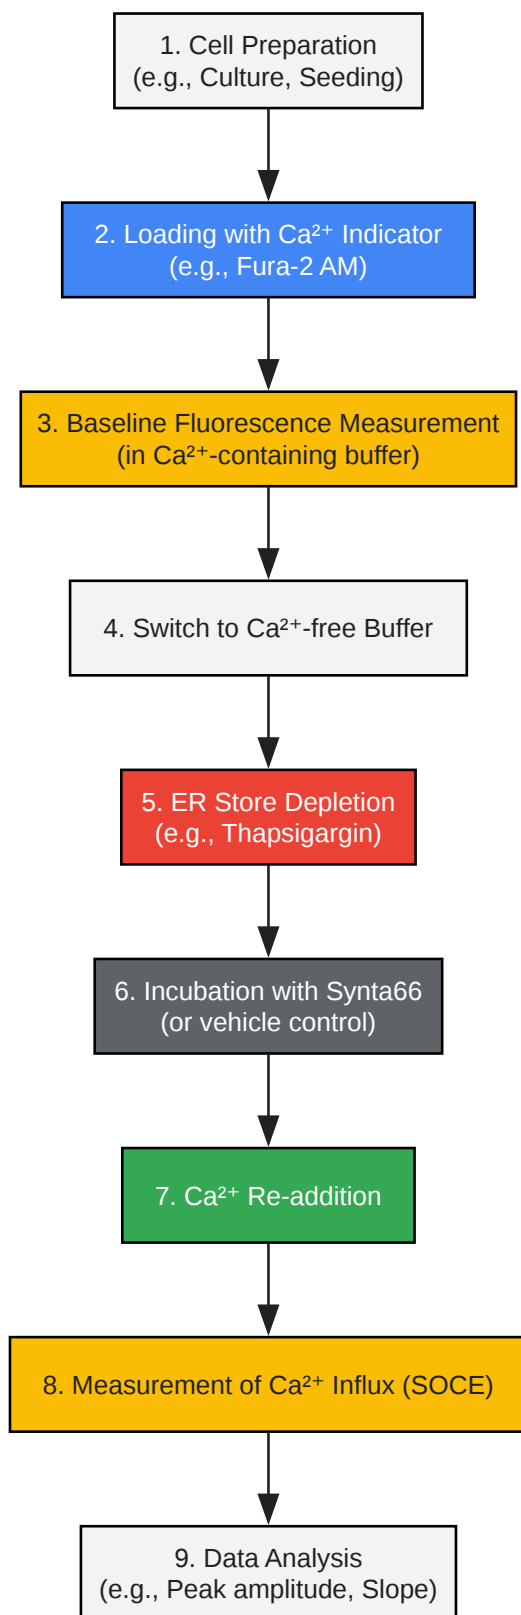 1. Cell Preparation
(e.g., Culture, Seeding)
2. Loading with Ca²⁺ Indicator
(e.g., Fura-2 AM)
3. Baseline Fluorescence Measurement
(in Ca²⁺-containing buffer)
4. Switch to Ca²⁺-free Buffer
5. ER Store Depletion
(e.g., Thapsigargin)
6. Incubation with Synta66
(or vehicle control)
7. Ca²⁺ Re-addition
8. Measurement of Ca²⁺ Influx (SOCE)
9. Data Analysis
(e.g., Peak amplitude, Slope)